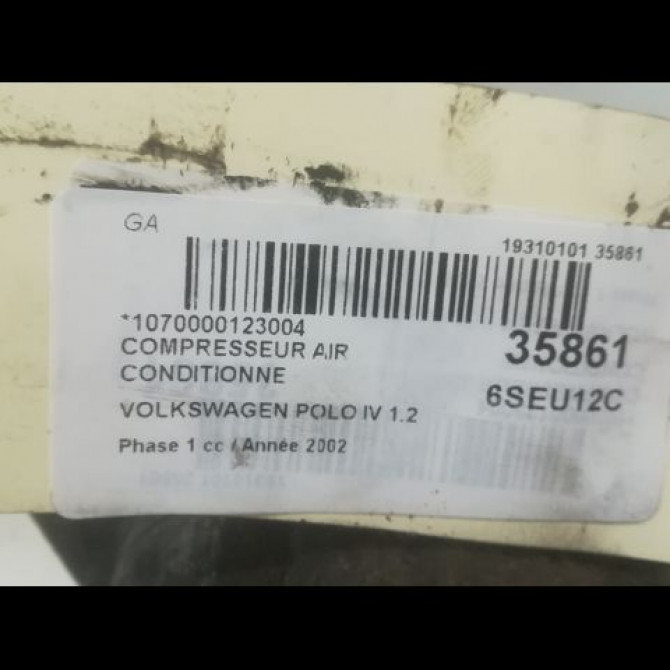 GA
19310101 35861
*1070000123004
35861
COMPRESSEUR AIR
CONDITIONNE
6SEU12C
VOLKSWAGEN POLO IV 1.2
Phase 1 cc / Année 2002